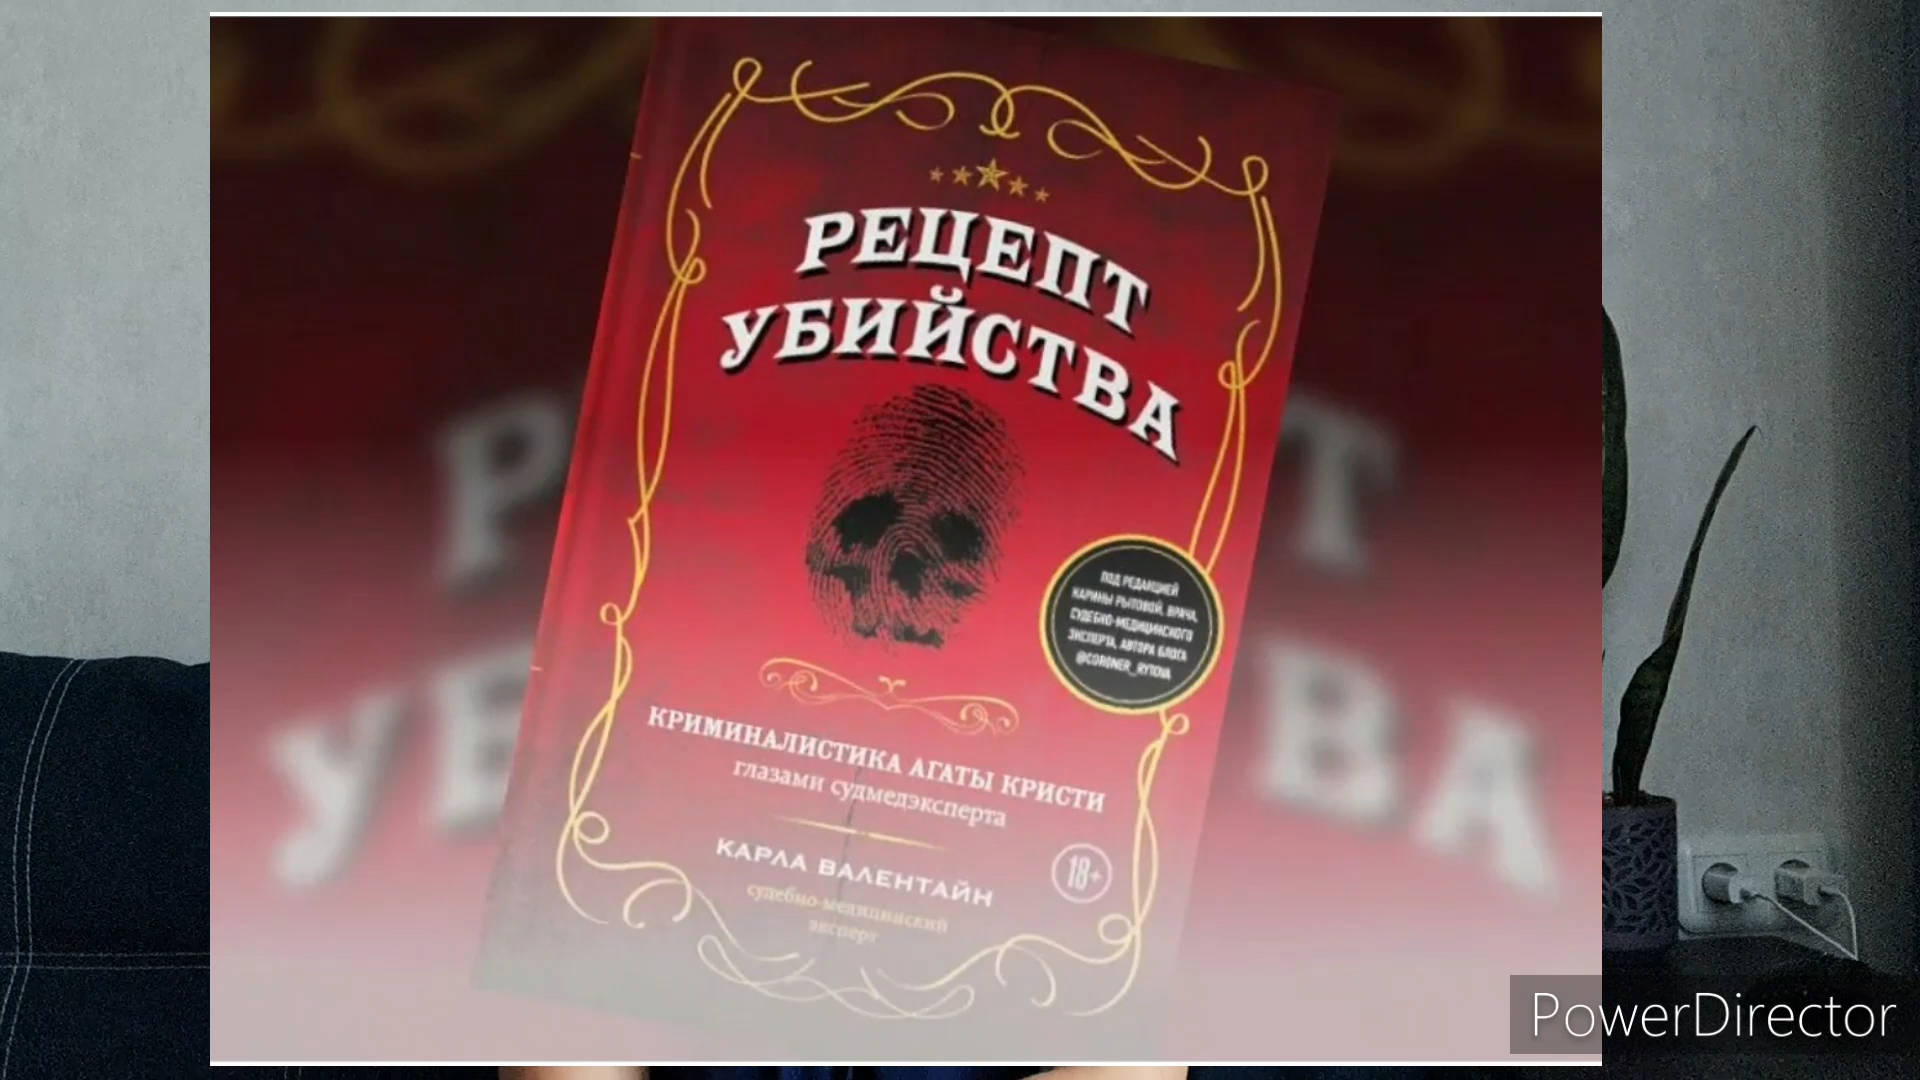 РЕЦЕПТ
УБИЙСТВА
ПОД РЕДАКЦИЕЙ
КАРИНЫ РЫТОВОЙ, ВРАЧА,
СУДЕБНО-МЕДИЦИНСКОГО
ЭКСПЕРТА, АВТОРА БЛОГА
@CORONER_RYTOVA
КРИМИНАЛИСТИКА АГАТЫ КРИСТИ
глазами судмедэксперта
КАРЛА ВАЛЕНТАЙН
судебно-медицинский
эксперт
18+
PowerDirector